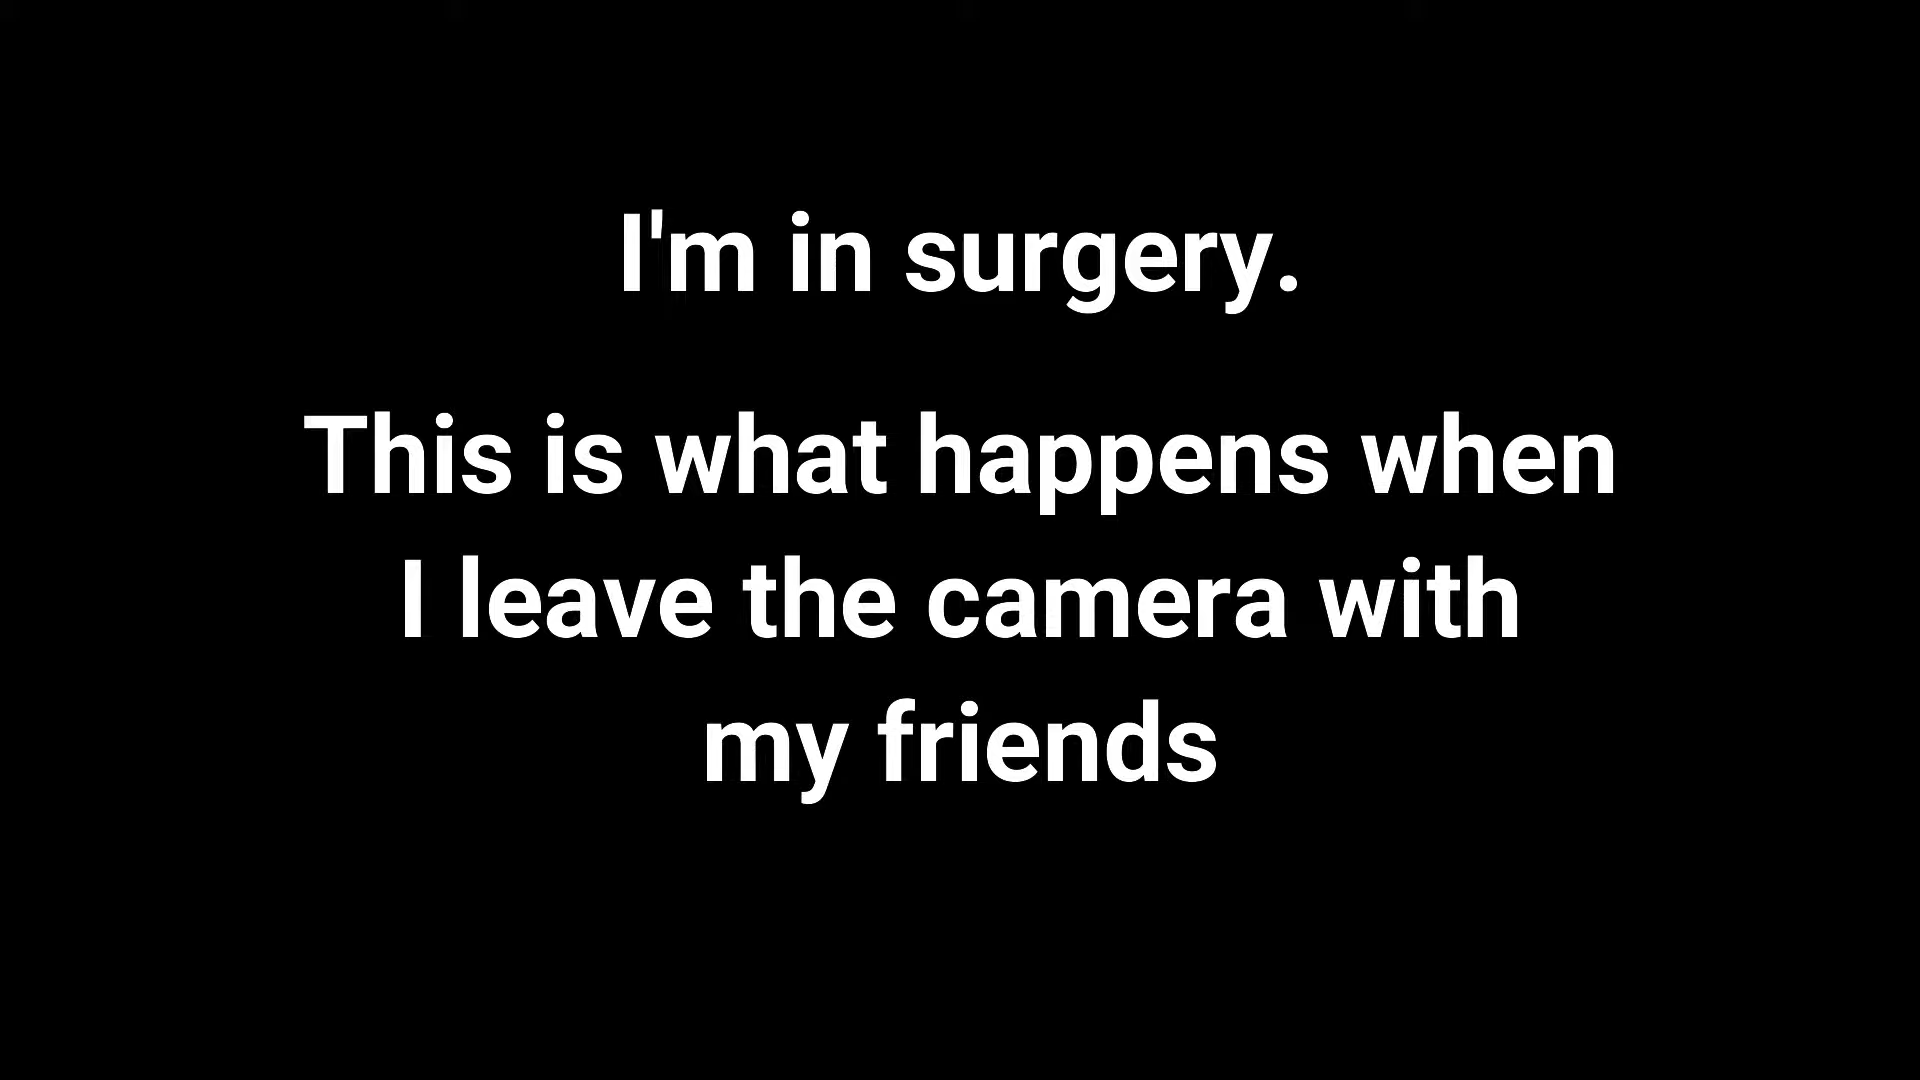 I'm in surgery.
This is what happens when
I leave the camera with
my friends